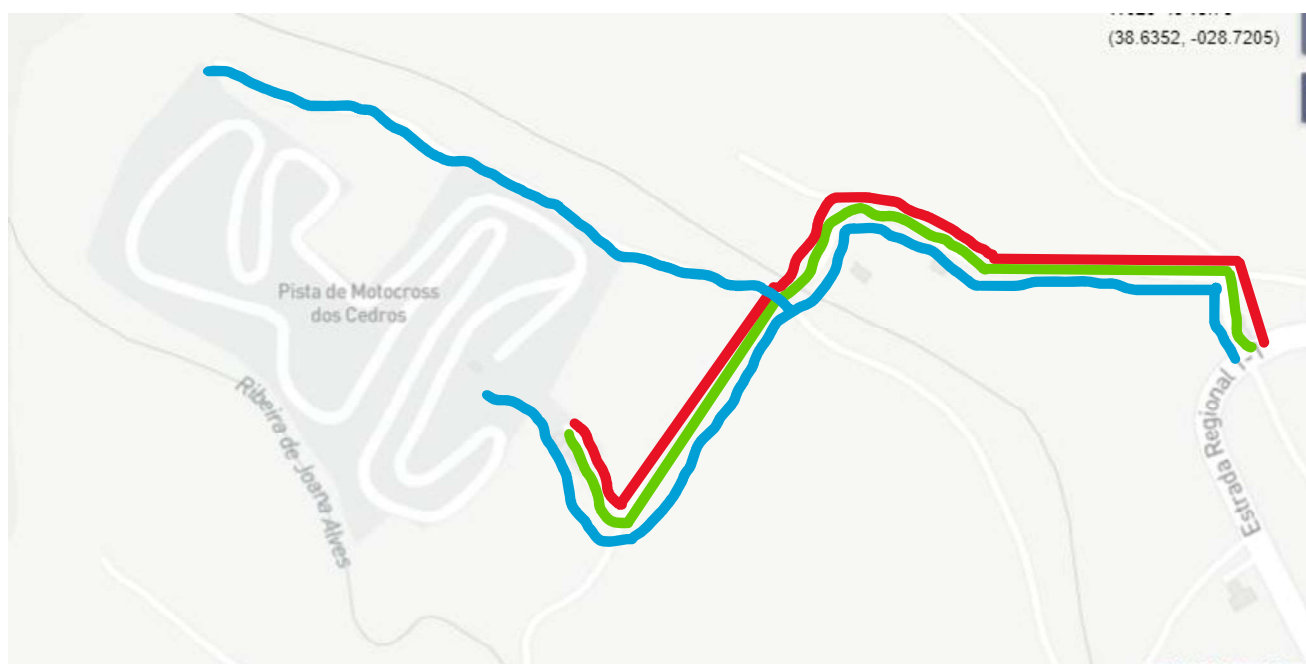 (38.6352, -028.7205)
Pista de Motocross
dos Cedros
Ribeira de Joana Alves
Estrada Regional